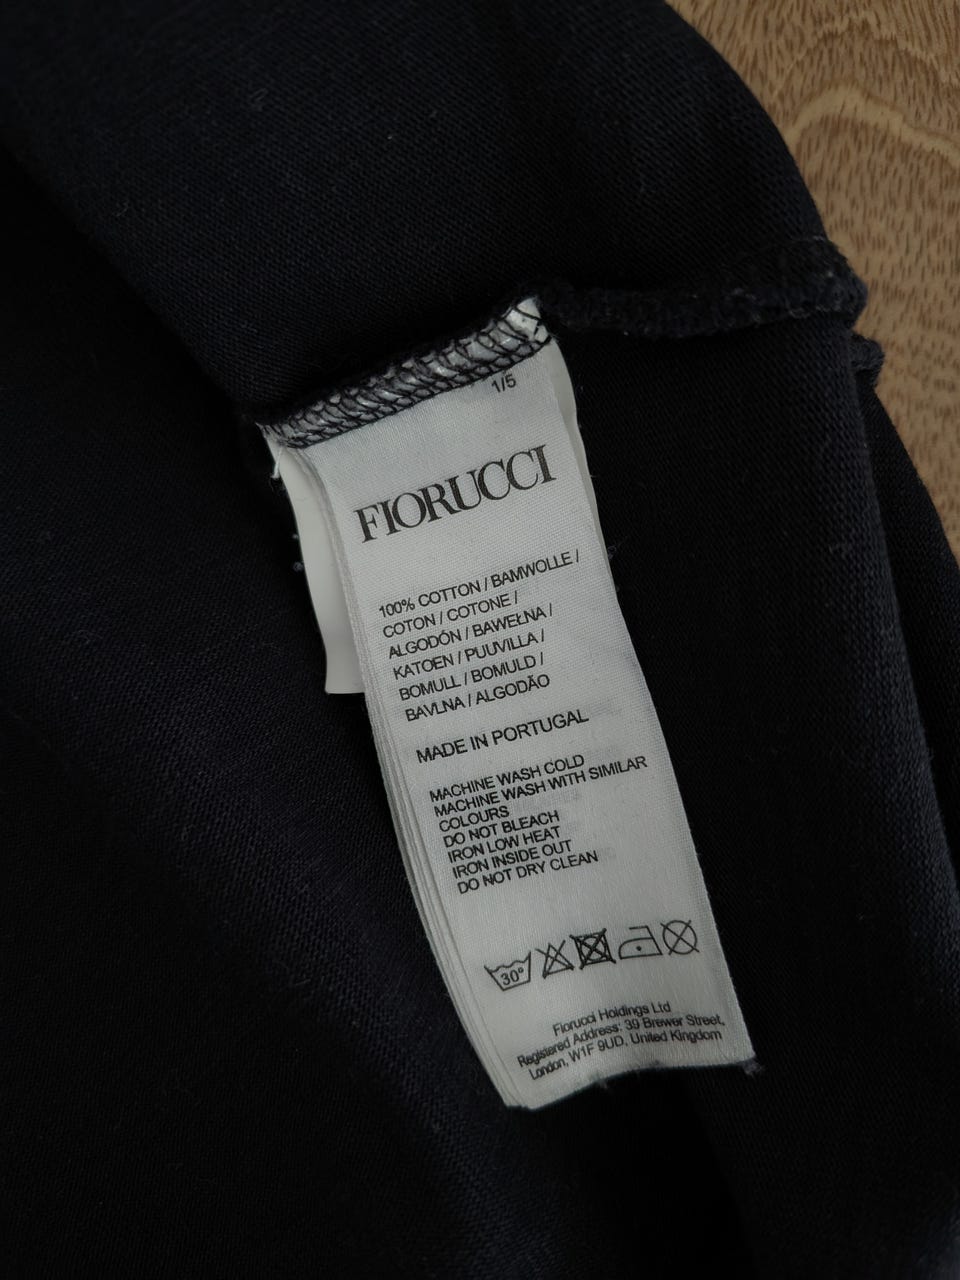 1/5
FIORUCCI
100% COTTON / BAMWOLLE /
COTON / COTONE /
ALGODÓN / BAWEŁNA /
KATOEN / PUUVILLA /
BOMULL / BOMULD /
BAVLNA / ALGODÃO
MADE IN PORTUGAL
MACHINE WASH COLD
MACHINE WASH WITH SIMILAR
COLOURS
DO NOT BLEACH
IRON LOW HEAT
IRON INSIDE OUT
DO NOT DRY CLEAN
30°
Fiorucci Holdings Ltd
Registered Address: 39 Brewer Street,
London, W1F 9UD, United Kingdom